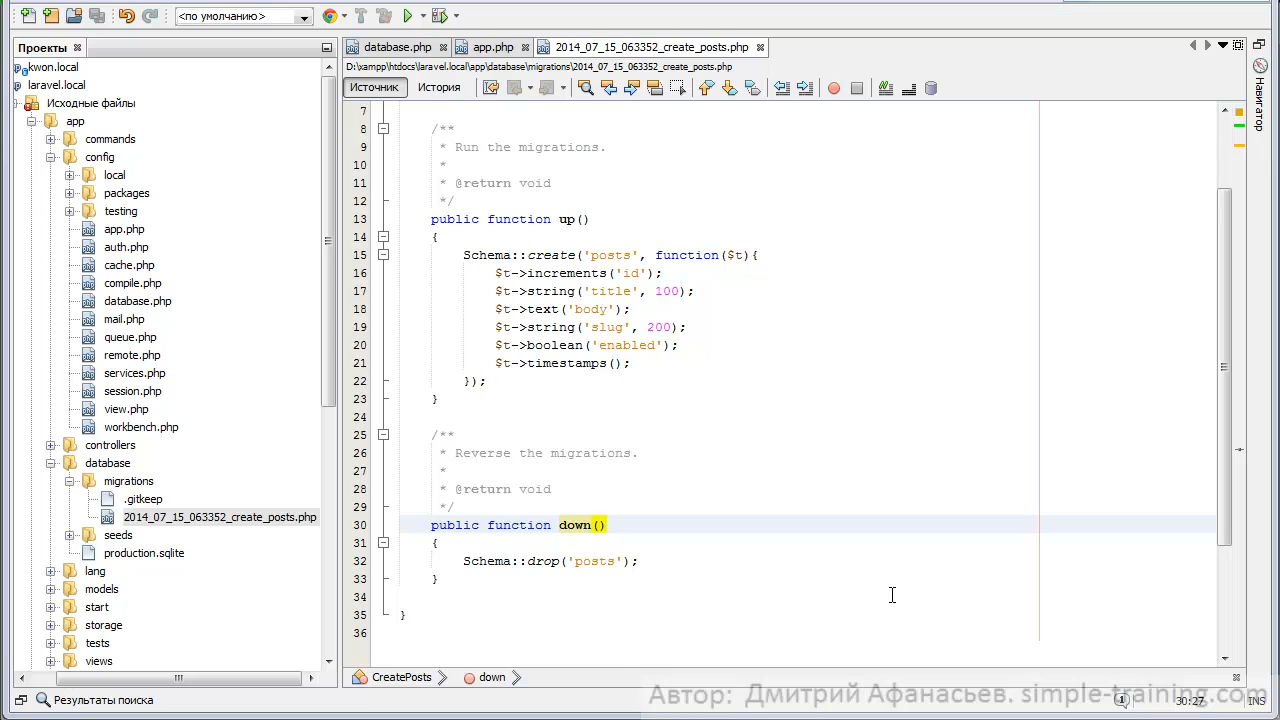 <по умолчанию>
Проекты
kwon.local
laravel.local
Исходные файлы
app
commands
config
local
packages
testing
app.php
auth.php
cache.php
compile.php
database.php
mail.php
queue.php
remote.php
services.php
session.php
view.php
workbench.php
controllers
database
migrations
.gitkeep
2014_07_15_063352_create_posts.php
seeds
production.sqlite
lang
models
start
storage
tests
views
database.php
app.php
2014_07_15_063352_create_posts.php
D:\xampp\htdocs\laravel.local\app\database\migrations\2014_07_15_063352_create_posts.php
Источник История
7
8 /**
9 * Run the migrations.
10 *
11 * @return void
12 */
13 public function up()
14 {
15 Schema::create('posts', function($t){
16 $t->increments('id');
17 $t->string('title', 100);
18 $t->text('body');
19 $t->string('slug', 200);
20 $t->boolean('enabled');
21 $t->timestamps();
22 });
23 }
24
25 /**
26 * Reverse the migrations.
27 *
28 * @return void
29 */
30 public function down()
31 {
32 Schema::drop('posts');
33 }
34
35 }
36
Навигатор
CreatePosts
down
Результаты поиска
Автор: Дмитрий Афанасьев. simple-training.com
30:27
INS